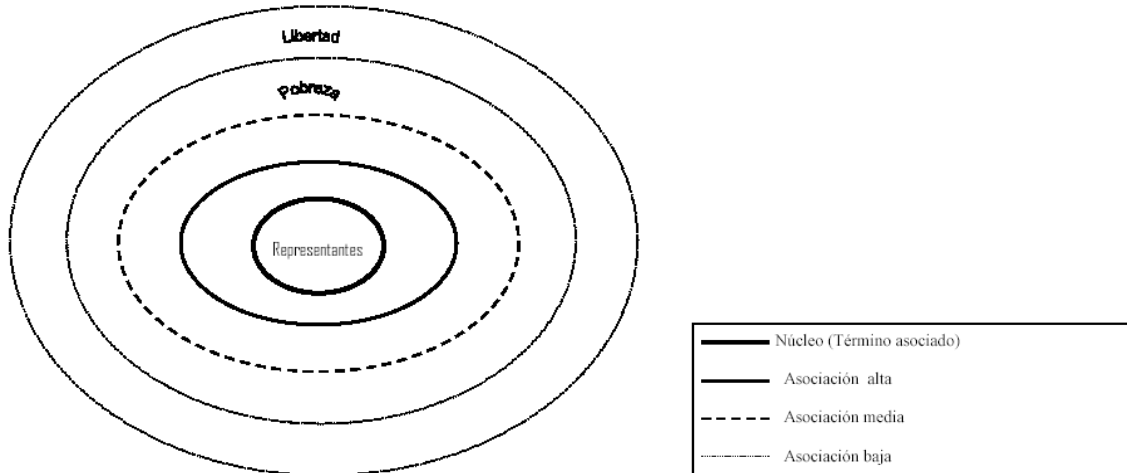 Libertad
Pobreza
Representantes
Núcleo (Término asociado)
Asociación alta
Asociación media
Asociación baja